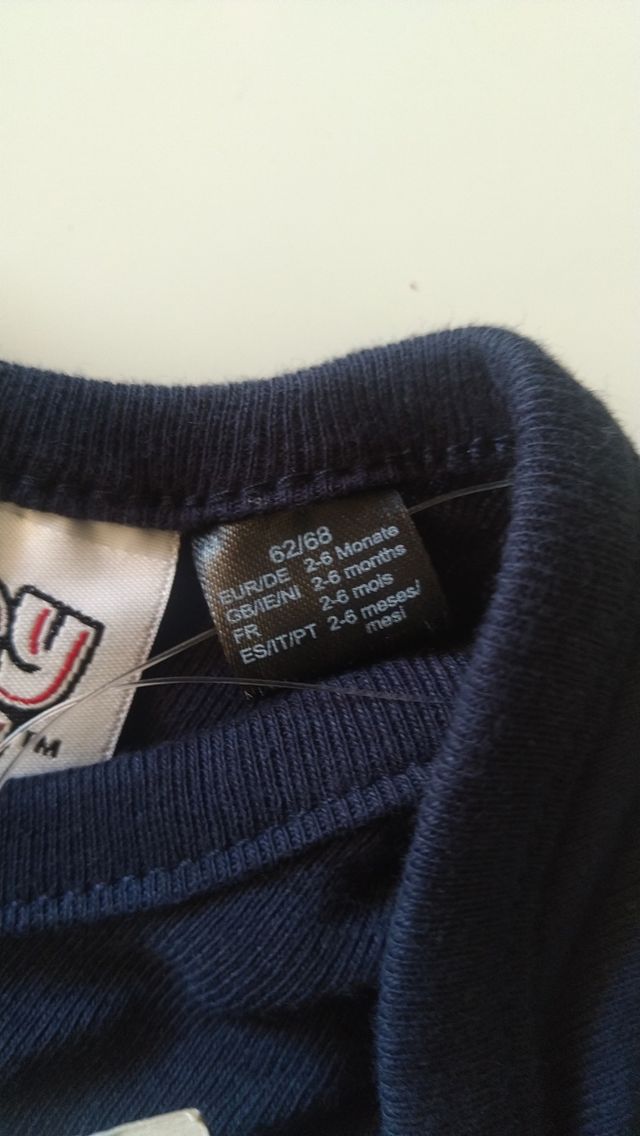 62/68
EUR/DE 2-6 Monate
GB/IE/NI 2-6 months
FR 2-6 mois
ES/IT/PT 2-6 meses/
mesi
TM